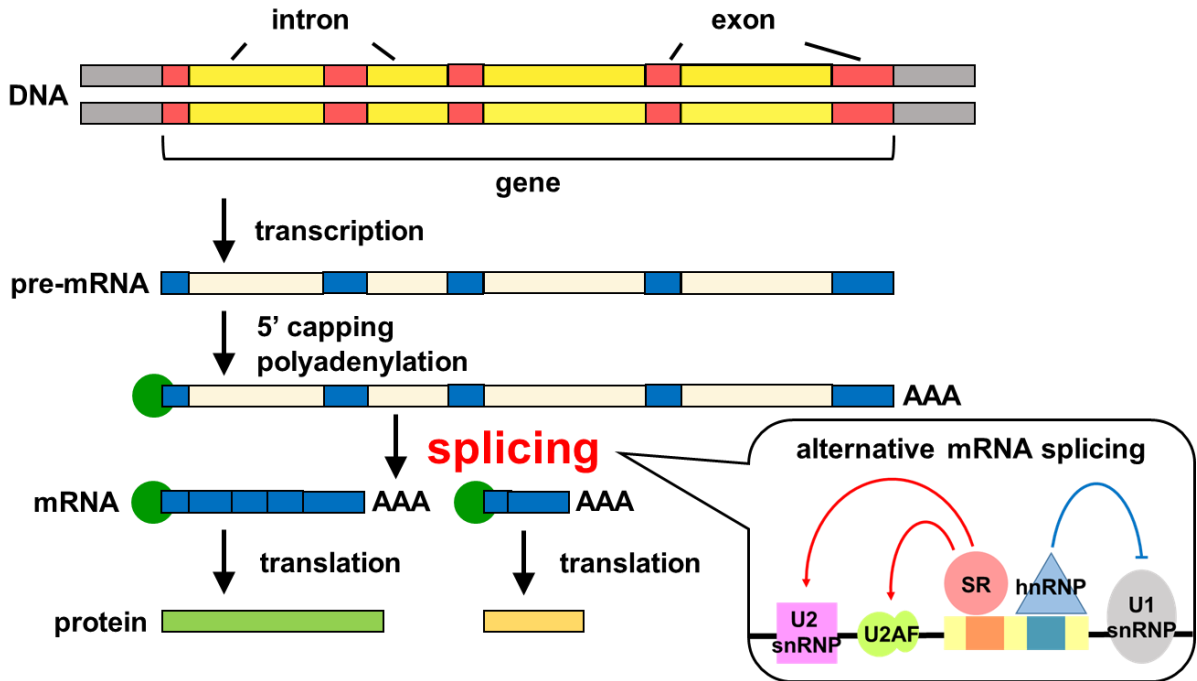 intron
exon
DNA
gene
transcription
pre-mRNA
5’ capping
polyadenylation
AAA
splicing
mRNA
AAA
AAA
translation
translation
protein
alternative mRNA splicing
SR
hnRNP
U2
snRNP
U2AF
U1
snRNP